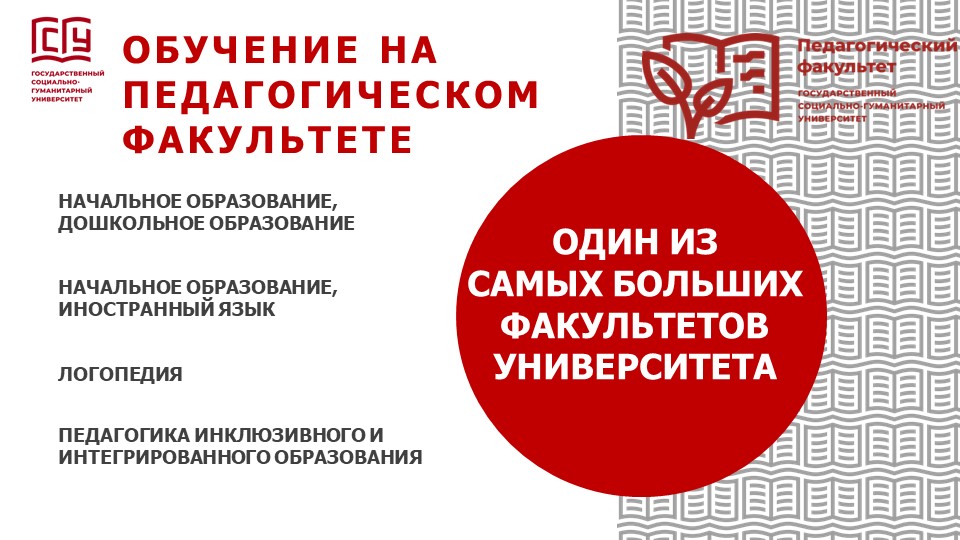 ГСГУ
ГОСУДАРСТВЕННЫЙ
СОЦИАЛЬНО-
ГУМАНИТАРНЫЙ
УНИВЕРСИТЕТ
ОБУЧЕНИЕ НА
ПЕДАГОГИЧЕСКОМ
ФАКУЛЬТЕТЕ
Педагогический
факультет
ГОСУДАРСТВЕННЫЙ
СОЦИАЛЬНО-ГУМАНИТАРНЫЙ
УНИВЕРСИТЕТ
НАЧАЛЬНОЕ ОБРАЗОВАНИЕ,
ДОШКОЛЬНОЕ ОБРАЗОВАНИЕ
НАЧАЛЬНОЕ ОБРАЗОВАНИЕ,
ИНОСТРАННЫЙ ЯЗЫК
ЛОГОПЕДИЯ
ПЕДАГОГИКА ИНКЛЮЗИВНОГО И
ИНТЕГРИРОВАННОГО ОБРАЗОВАНИЯ
ОДИН ИЗ
САМЫХ БОЛЬШИХ
ФАКУЛЬТЕТОВ
УНИВЕРСИТЕТА